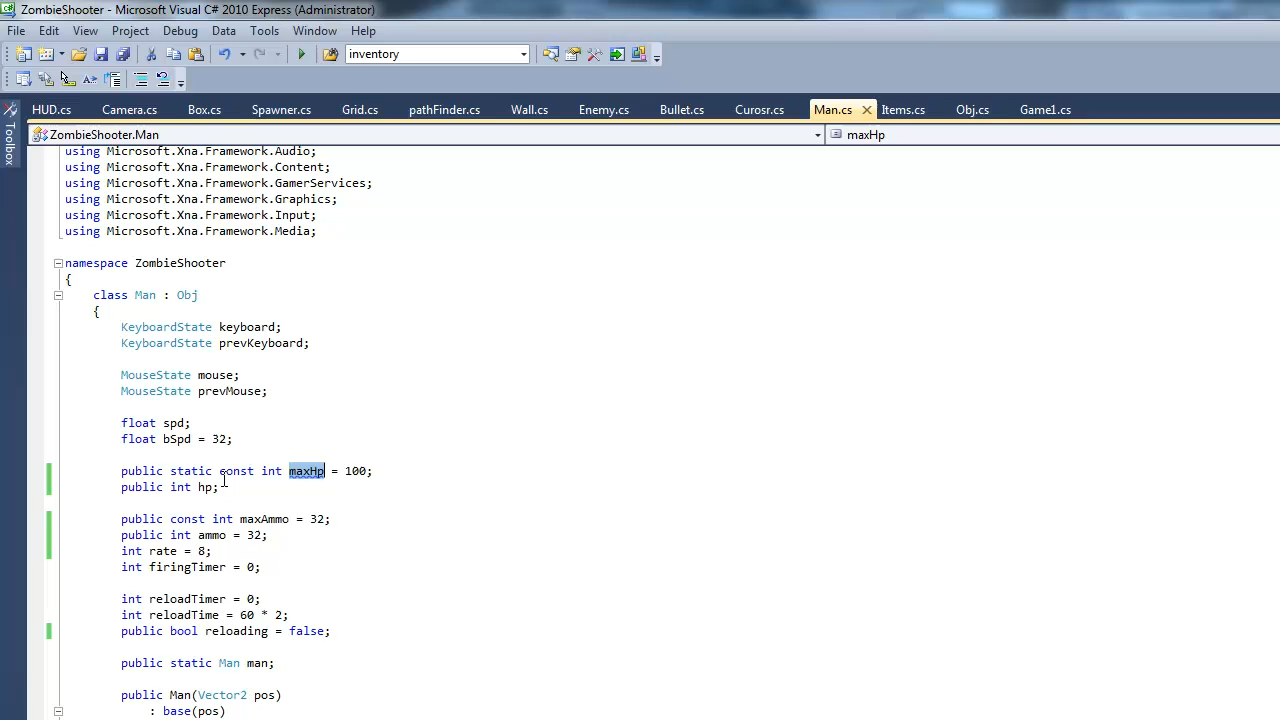 ZombieShooter - Microsoft Visual C# 2010 Express (Administrator)
File Edit View Project Debug Data Tools Window Help
inventory
HUD.cs Camera.cs Box.cs Spawner.cs Grid.cs pathFinder.cs Wall.cs Enemy.cs Bullet.cs Curosr.cs Man.cs Items.cs Obj.cs Game1.cs
Toolbox
ZombieShooter.Man maxHp
using Microsoft.Xna.Framework.Audio;
using Microsoft.Xna.Framework.Content;
using Microsoft.Xna.Framework.GamerServices;
using Microsoft.Xna.Framework.Graphics;
using Microsoft.Xna.Framework.Input;
using Microsoft.Xna.Framework.Media;
namespace ZombieShooter
{
class Man : Obj
{
KeyboardState keyboard;
KeyboardState prevKeyboard;
MouseState mouse;
MouseState prevMouse;
float spd;
float bSpd = 32;
public static const int maxHp = 100;
public int hp;
public const int maxAmmo = 32;
public int ammo = 32;
int rate = 8;
int firingTimer = 0;
int reloadTimer = 0;
int reloadTime = 60 * 2;
public bool reloading = false;
public static Man man;
public Man(Vector2 pos)
: base(pos)